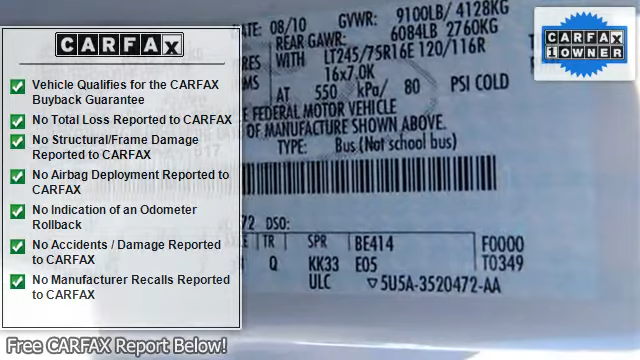 CARFAX
Vehicle Qualifies for the CARFAX
Buyback Guarantee
No Total Loss Reported to CARFAX
No Structural/Frame Damage
Reported to CARFAX
No Airbag Deployment Reported to
CARFAX
No Indication of an Odometer
Rollback
No Accidents / Damage Reported
to CARFAX
No Manufacturer Recalls Reported
to CARFAX
Free CARFAX Report Below!
DATE: 08/10 GVWR: 9100LB/ 4128KG
REAR GAWR: 6084LB 2760KG
WITH LT245/75R16E 120/116R
16x7.0K
AT 550 kPa/ 80 PSI COLD
FEDERAL MOTOR VEHICLE
OF MANUFACTURE SHOWN ABOVE.
TYPE: Bus (Not school bus)
72 DSO:
TR SPR BE414 F0000
Q KK33 E05 T0349
ULC ▽5U5A-3520472-AA
CARFAX
1 OWNER